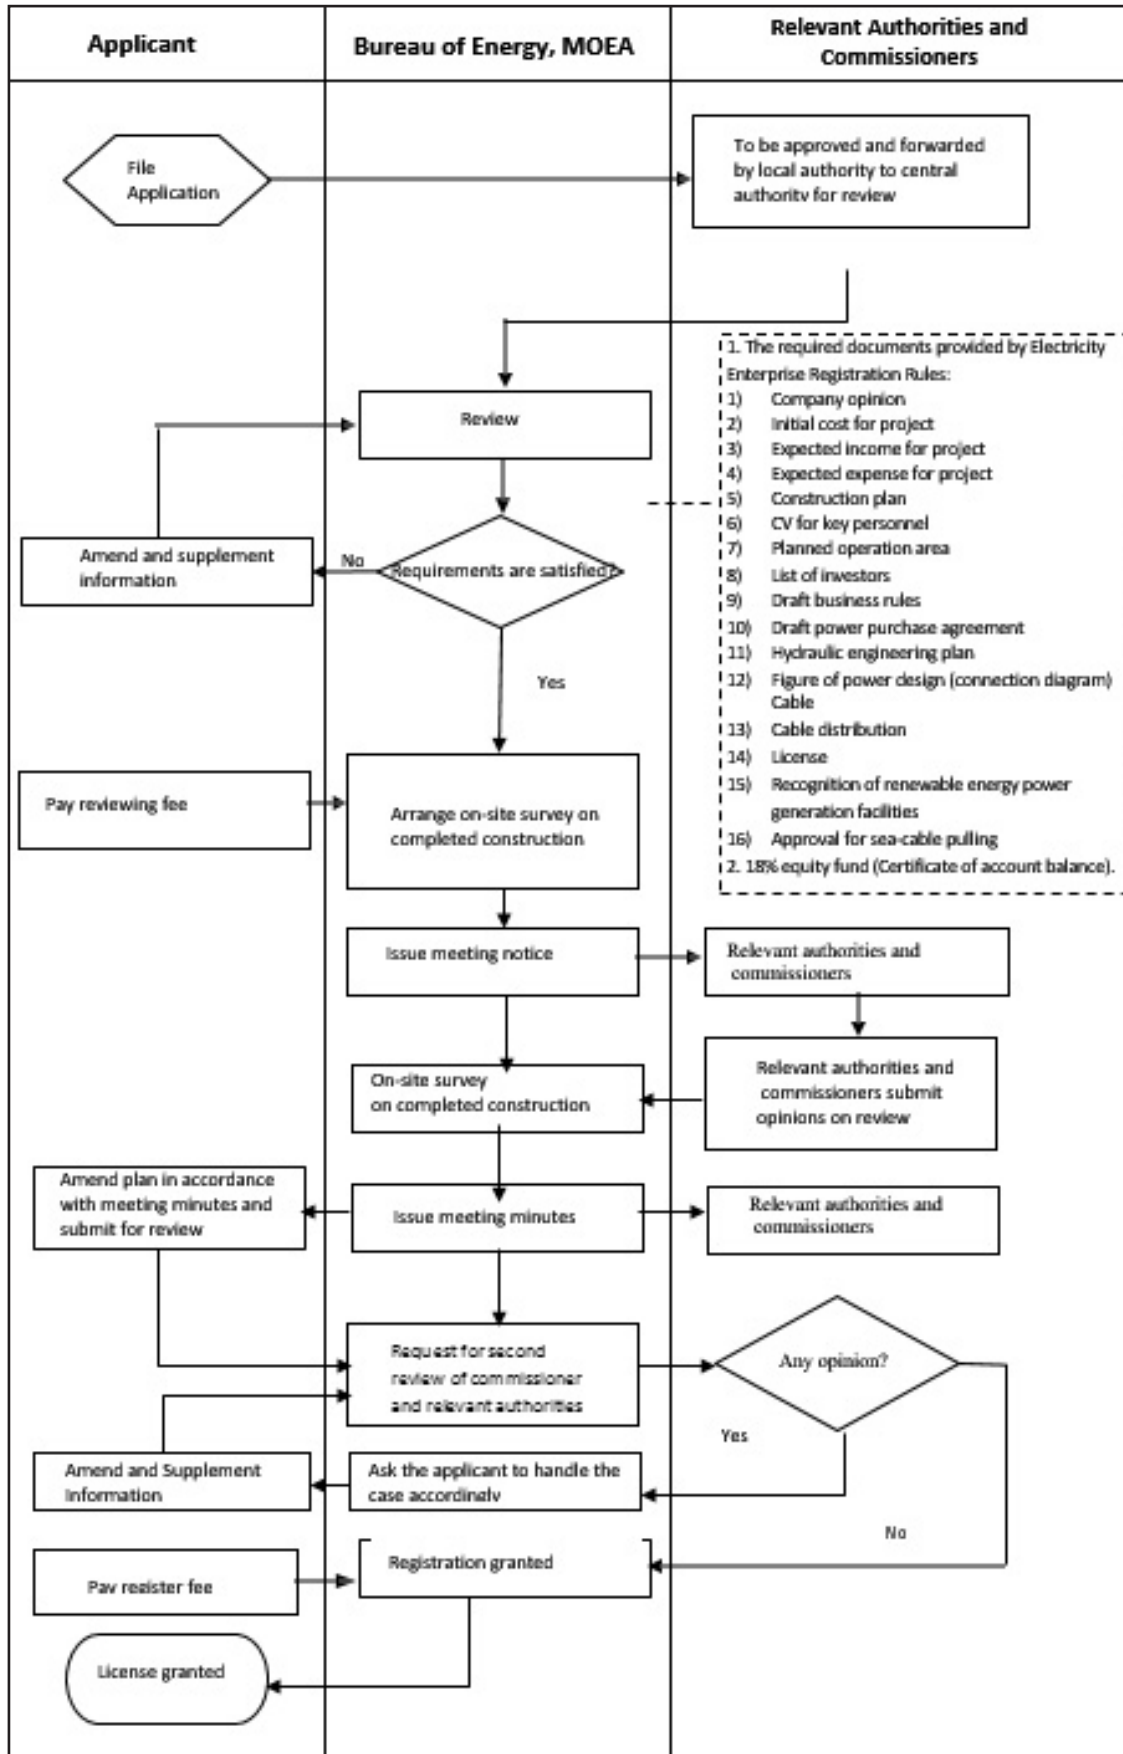 Applicant
Bureau of Energy, MOEA
Relevant Authorities and
Commissioners
File
Application
To be approved and forwarded
by local authority to central
authority for review
1. The required documents provided by Electricity
Enterprise Registration Rules:
1) Company opinion
2) Initial cost for project
3) Expected income for project
4) Expected expense for project
5) Construction plan
6) CV for key personnel
7) Planned operation area
8) List of investors
9) Draft business rules
10) Draft power purchase agreement
11) Hydraulic engineering plan
12) Figure of power design (connection diagram)
Cable
13) Cable distribution
14) License
15) Recognition of renewable energy power
generation facilities
16) Approval for sea-cable pulling
2. 18% equity fund (Certificate of account balance).
Review
Amend and supplement
information
No
Requirements are satisfied?
Yes
Pay reviewing fee
Arrange on-site survey on
completed construction
Issue meeting notice
Relevant authorities and
commissioners
On-site survey
on completed construction
Relevant authorities and
commissioners submit
opinions on review
Amend plan in accordance
with meeting minutes and
submit for review
Issue meeting minutes
Relevant authorities and
commissioners
Request for second
review of commissioner
and relevant authorities
Any opinion?
Yes
Amend and Supplement
Information
Ask the applicant to handle the
case accordingly
No
Pay register fee
Registration granted
License granted